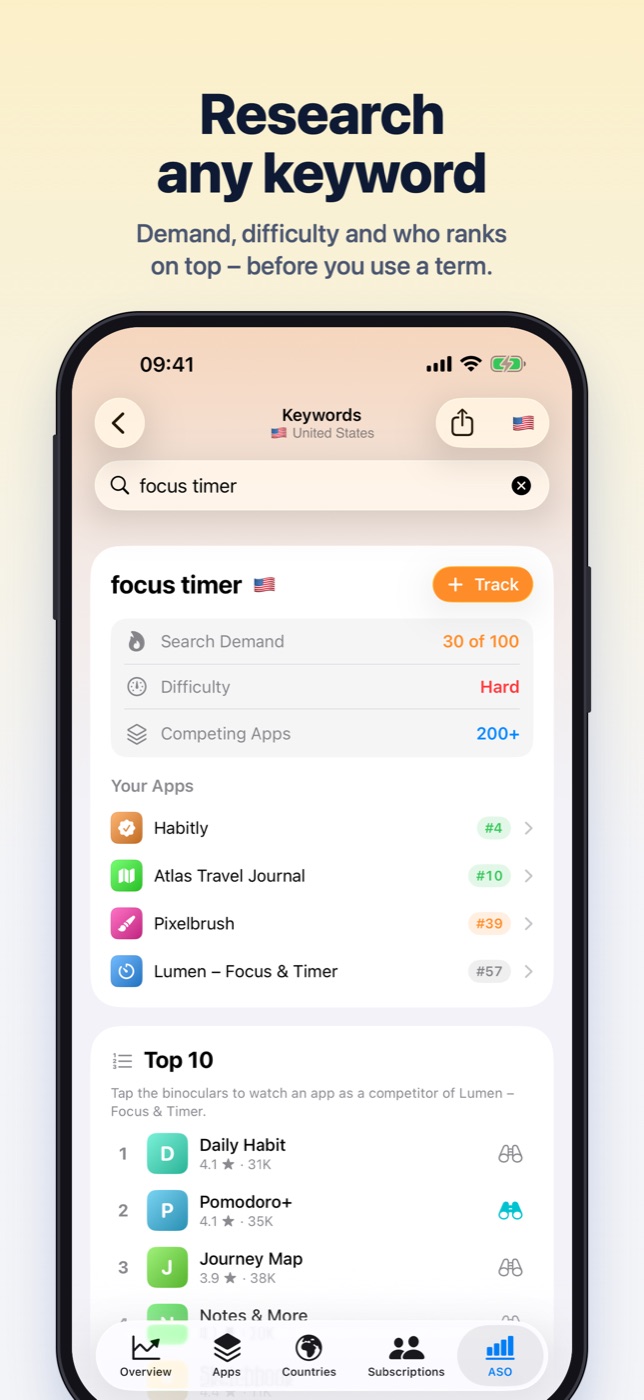 Research
any keyword
Demand, difficulty and who ranks
on top – before you use a term.
09:41
Keywords
🇺🇸 United States
focus timer
focus timer 🇺🇸
+ Track
Search Demand 30 of 100
Difficulty Hard
Competing Apps 200+
Your Apps
Habitly #4
Atlas Travel Journal #10
Pixelbrush #39
Lumen – Focus & Timer #57
Top 10
Tap the binoculars to watch an app as a competitor of Lumen –
Focus & Timer.
1 D Daily Habit
4.1 ★ · 31K
2 P Pomodoro+
4.1 ★ · 35K
3 J Journey Map
3.9 ★ · 38K
Notes & More
Overview Apps Countries Subscriptions ASO